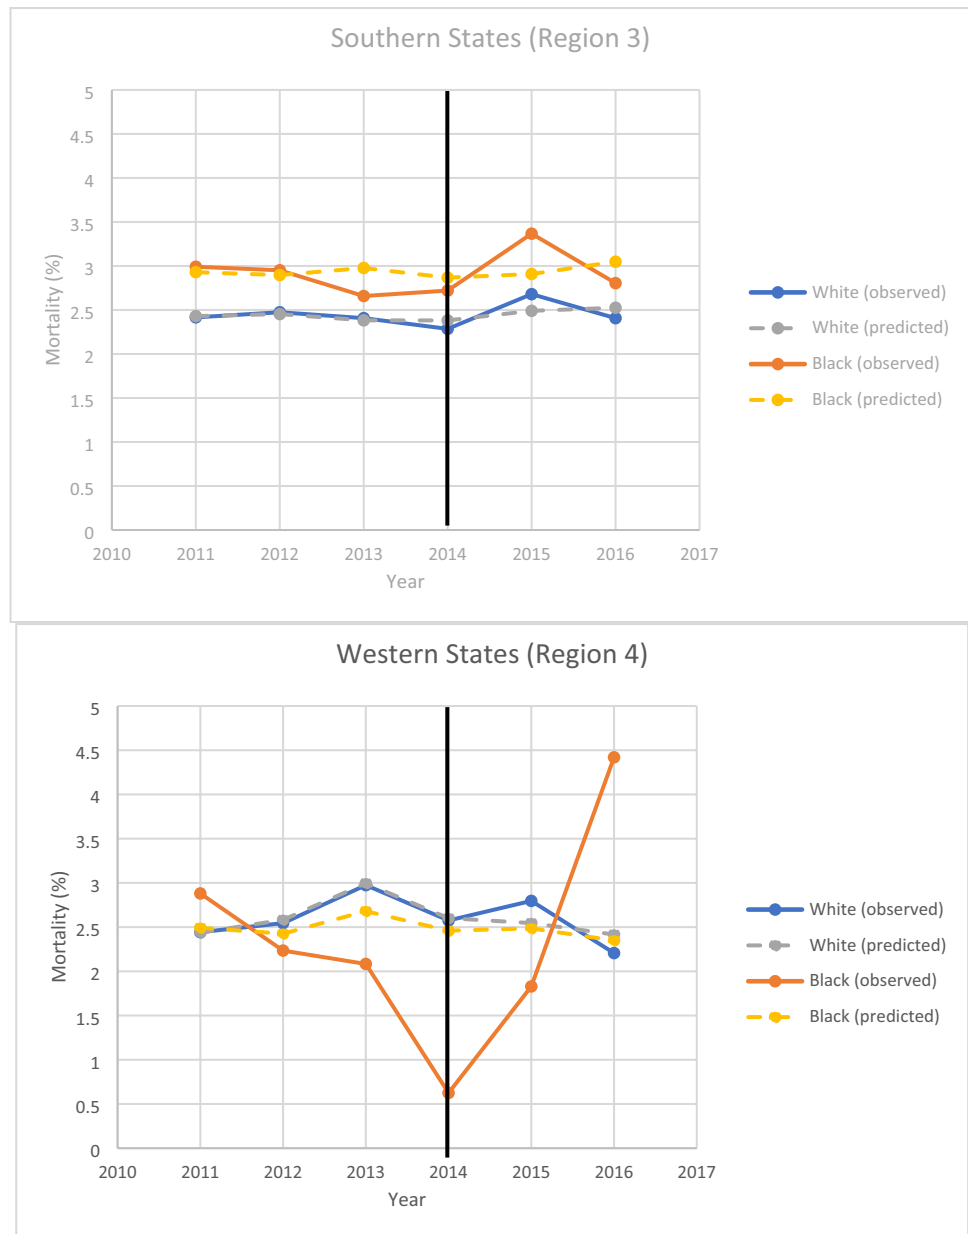 Southern States (Region 3)
5
4.5
4
3.5
3
2.5
2
1.5
1
0.5
0
Mortality (%)
2010 2011 2012 2013 2014 2015 2016 2017
Year
White (observed)
White (predicted)
Black (observed)
Black (predicted)
Western States (Region 4)
5
4.5
4
3.5
3
2.5
2
1.5
1
0.5
0
Mortality (%)
2010 2011 2012 2013 2014 2015 2016 2017
Year
White (observed)
White (predicted)
Black (observed)
Black (predicted)